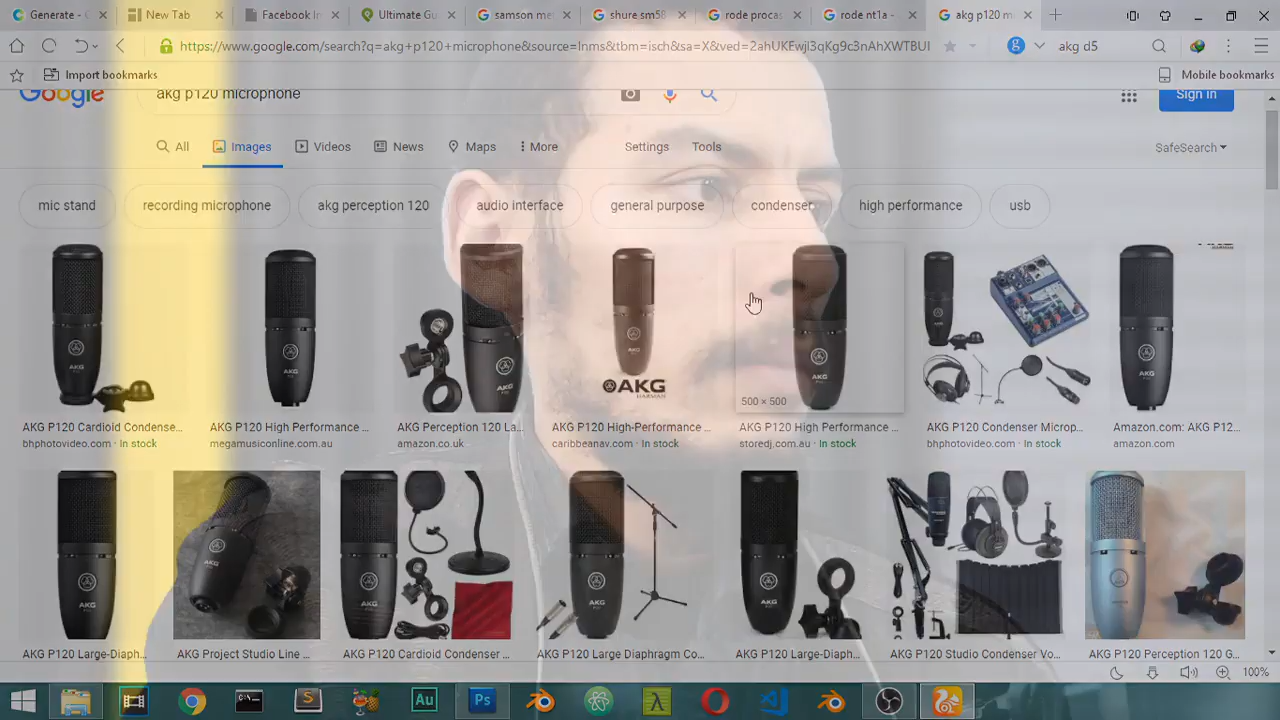 Generate - C
New Tab
Facebook In
Ultimate Gu
samson me
shure sm58
rode procas
rode nt1a -
akg p120 m
https://www.google.com/search?q=akg+p120+microphone&source=lnms&tbm=isch&sa=X&ved=2ahUKEwjl3qKg9c3nAhXWTBUI
akg d5
Import bookmarks
Mobile bookmarks
Google
akg p120 microphone
Sign in
All
Images
Videos
News
Maps
More
Settings
Tools
SafeSearch
mic stand
recording microphone
akg perception 120
audio interface
general purpose
condenser
high performance
usb
AKG
HARMAN
500 × 500
AKG P120 Cardioid Condense...
AKG P120 High Performance ...
AKG Perception 120 La...
AKG P120 High-Performance ...
AKG P120 High Performance ...
AKG P120 Condenser Microp...
Amazon.com: AKG P12...
bhphotovideo.com · In stock
megamusiconline.com.au
amazon.co.uk
caribbeanav.com · In stock
storedj.com.au · In stock
bhphotovideo.com · In stock
amazon.com
AKG P120 Large-Diaph...
AKG Project Studio Line ...
AKG P120 Cardioid Condenser ...
AKG P120 Large Diaphragm Co...
AKG P120 Large-Diaph...
AKG P120 Studio Condenser Vo...
AKG P120 Perception 120 G...
100%
Au
Ps